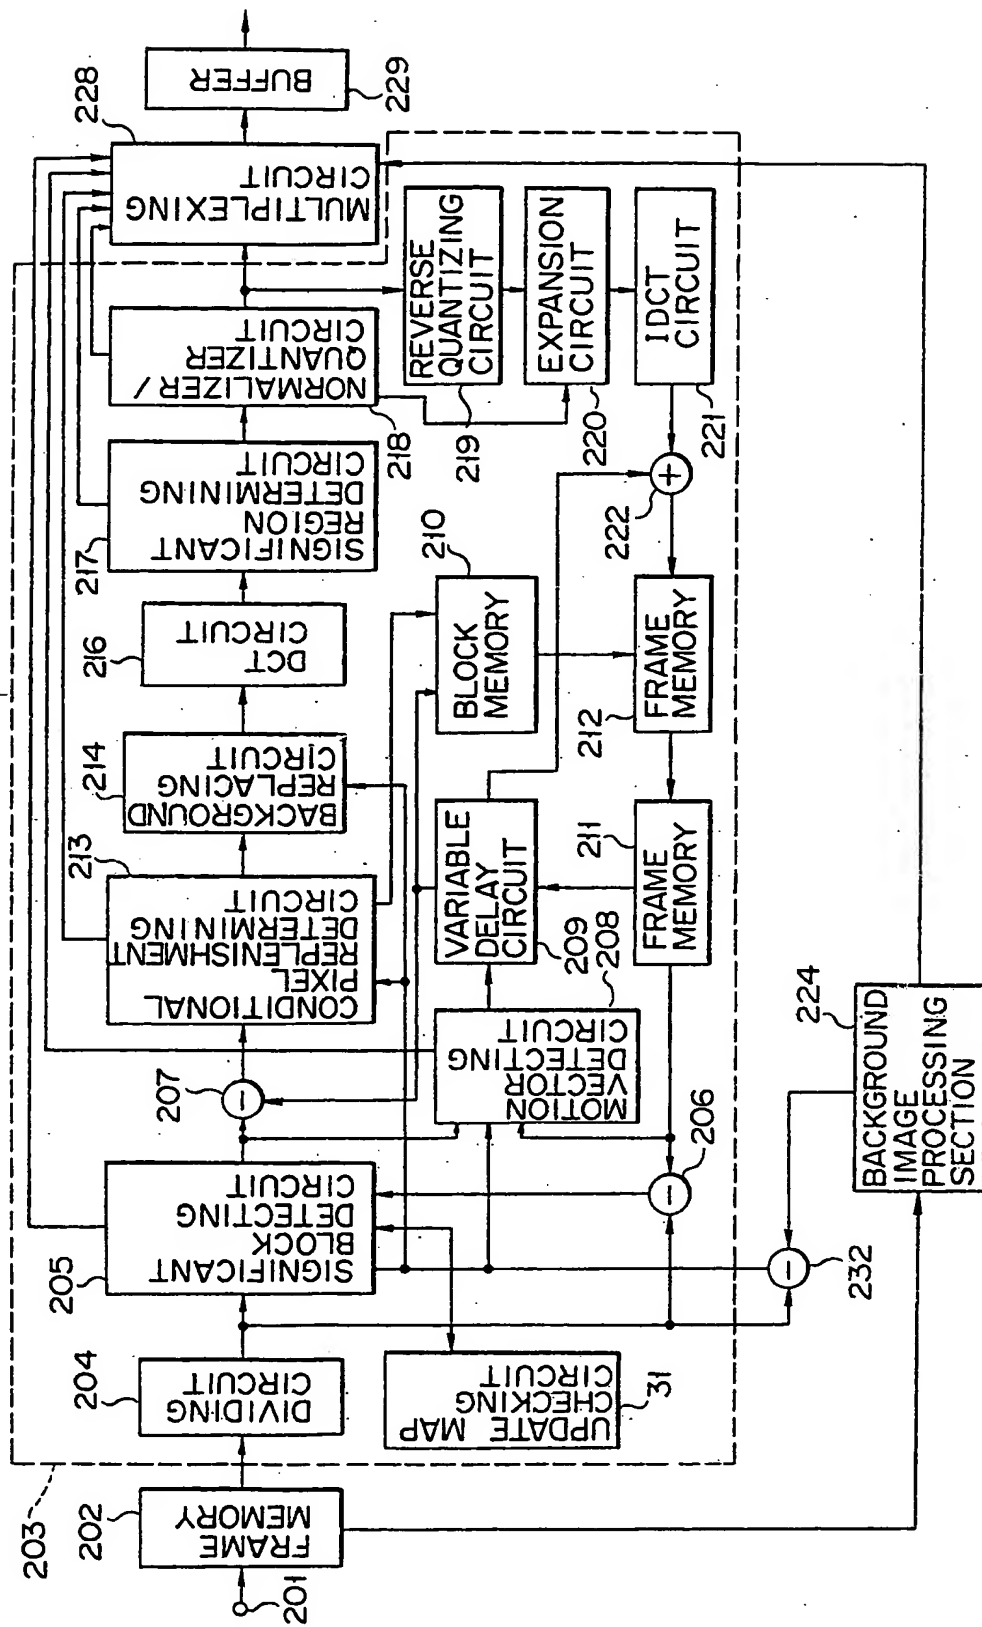 201
202
FRAME
MEMORY
203
204
DIVIDING
CIRCUIT
205
SIGNIFICANT
BLOCK
DETECTING
CIRCUIT
31
UPDATE MAP
CHECKING
CIRCUIT
206
207
208
MOTION
VECTOR
DETECTING
CIRCUIT
209
VARIABLE
DELAY
CIRCUIT
210
BLOCK
MEMORY
211
FRAME MEMORY
212
FRAME MEMORY
213
CONDITIONAL
PIXEL
REPLENISHMENT
DETERMINING
CIRCUIT
214
BACKGROUND
REPLACING
CIRCUIT
216
DCT
CIRCUIT
217
SIGNIFICANT
REGION
DETERMINING
CIRCUIT
218
NORMALIZER /
QUANTIZER
CIRCUIT
219
REVERSE
QUANTIZING
CIRCUIT
220
EXPANSION
CIRCUIT
221
IDCT
CIRCUIT
222
+
224
BACKGROUND
IMAGE
PROCESSING
SECTION
228
MULTIPLEXING
CIRCUIT
229
BUFFER
232